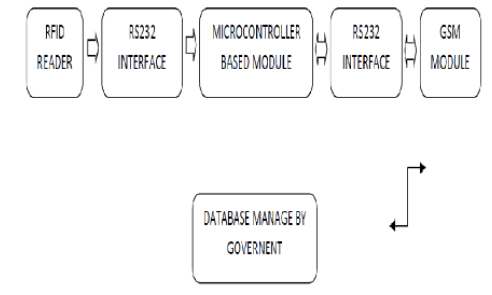 RFID
READER
RS232
INTERFACE
MICROCONTROLLER
BASED MODULE
RS232
INTERFACE
GSM
MODULE
DATABASE MANAGE BY
GOVERNENT